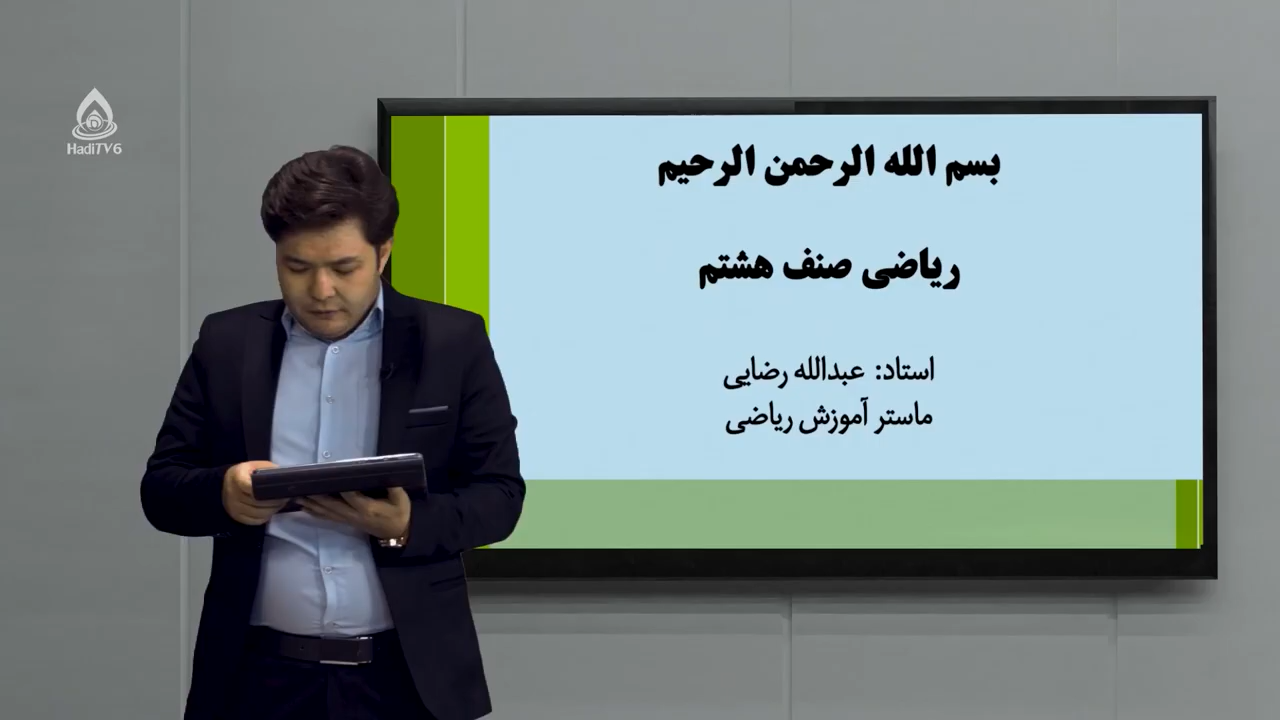 HadiTV6
بسم الله الرحمن الرحیم
ریاضی صنف هشتم
استاد: عبدالله رضایی
ماستر آموزش ریاضی